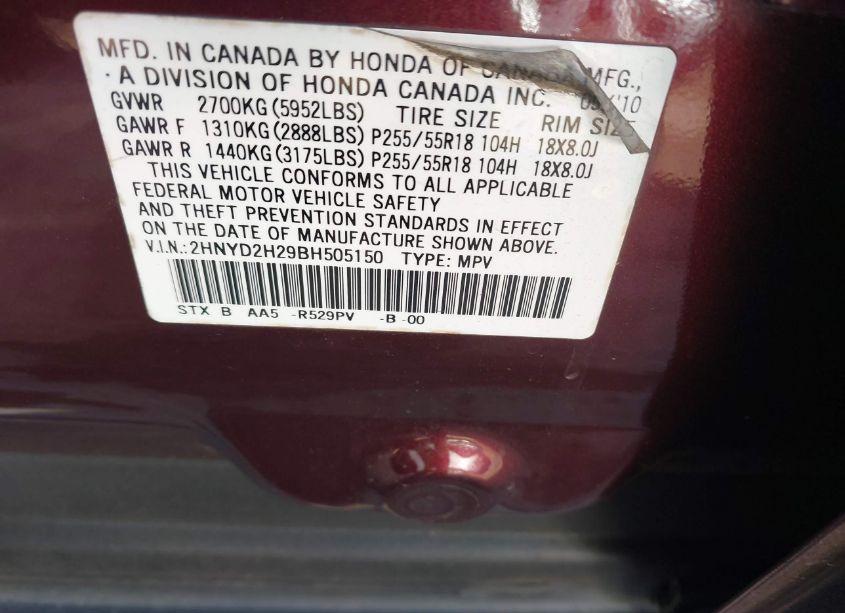 MFD. IN CANADA BY HONDA OF CANADA MFG.,
A DIVISION OF HONDA CANADA INC. 09/'10
GVWR 2700KG (5952LBS) TIRE SIZE RIM SIZE
GAWR F 1310KG (2888LBS) P255/55R18 104H 18X8.0J
GAWR R 1440KG (3175LBS) P255/55R18 104H 18X8.0J
THIS VEHICLE CONFORMS TO ALL APPLICABLE
FEDERAL MOTOR VEHICLE SAFETY
AND THEFT PREVENTION STANDARDS IN EFFECT
ON THE DATE OF MANUFACTURE SHOWN ABOVE.
V.I.N.:2HNYD2H29BH505150 TYPE: MPV
STX B AA5 -R529PV -B -00